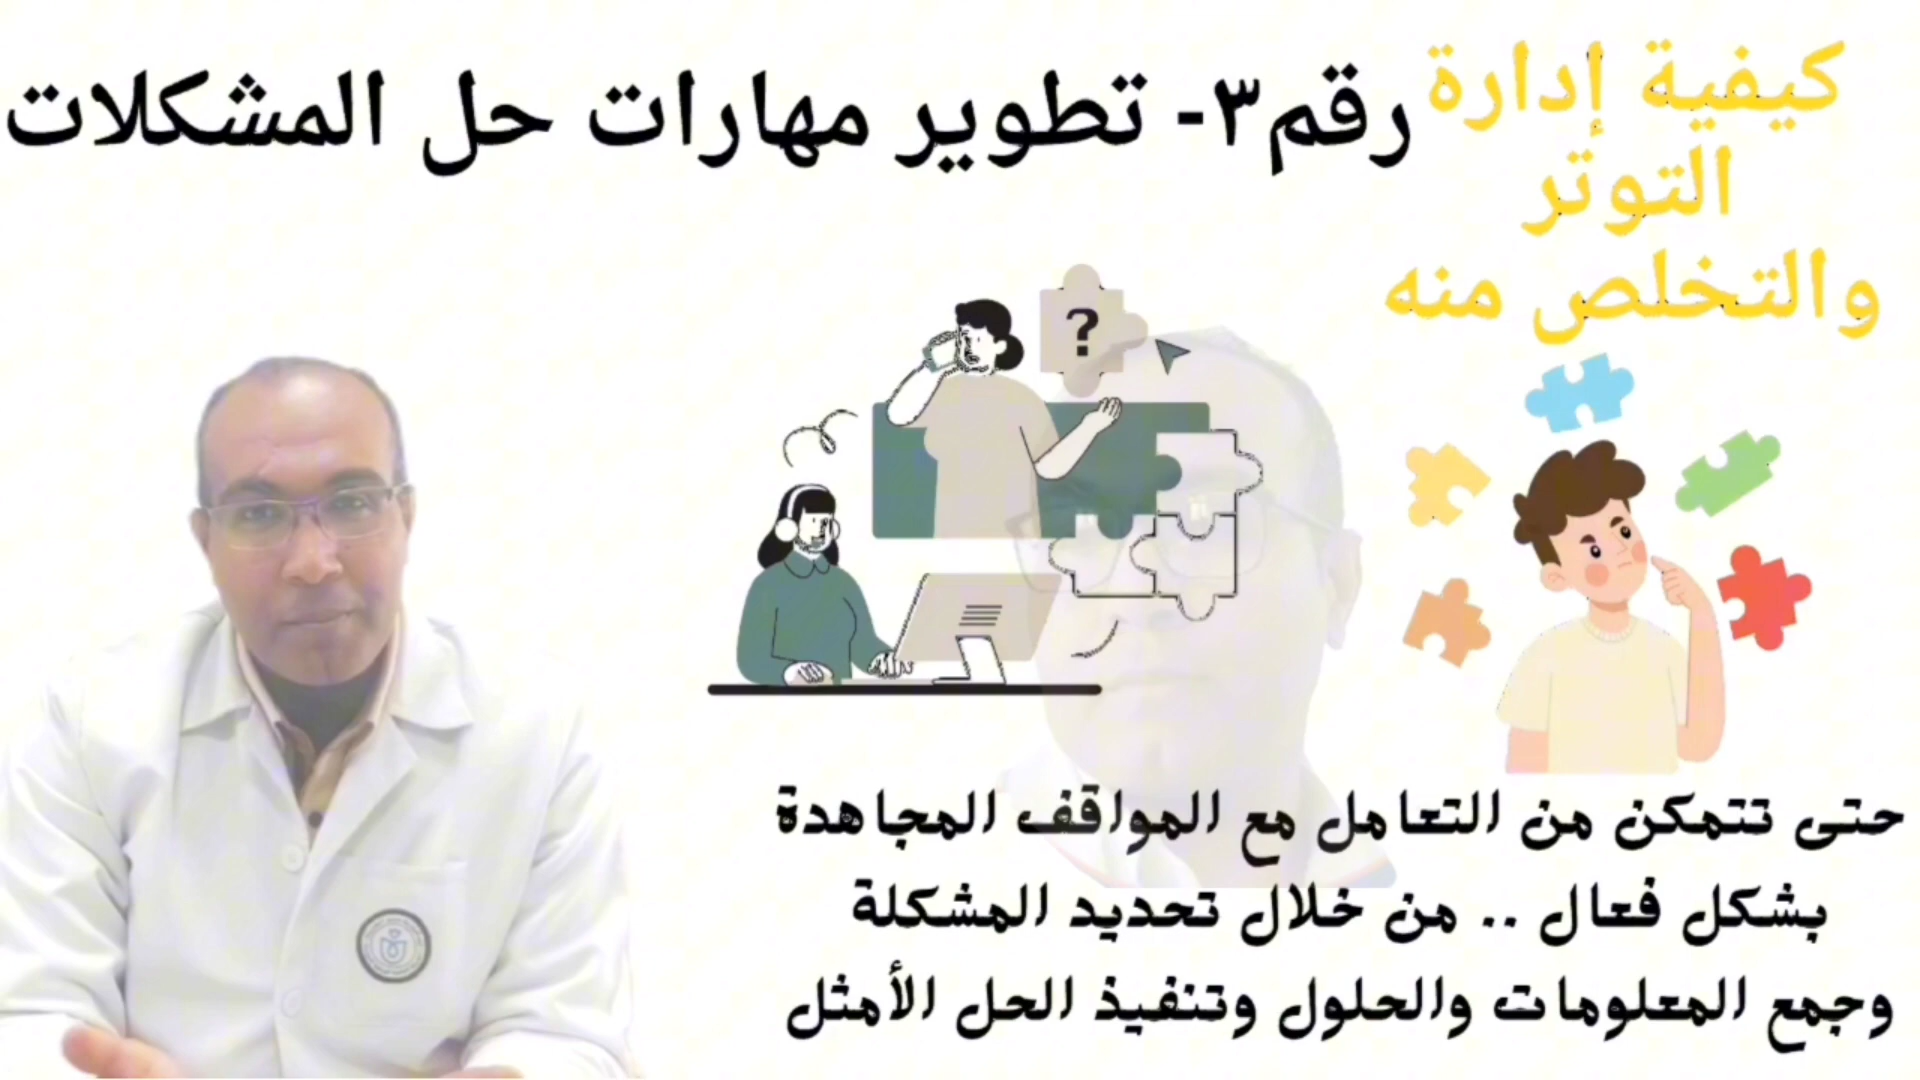 كيفية إدارة
التوتر
والتخلص منه
رقم٣- تطوير مهارات حل المشكلات
?
حتى تتمكن من التعامل مع المواقف المجاهدة
بشكل فعال .. من خلال تحديد المشكلة
وجمع المعلومات والحلول وتنفيذ الحل الأمثل